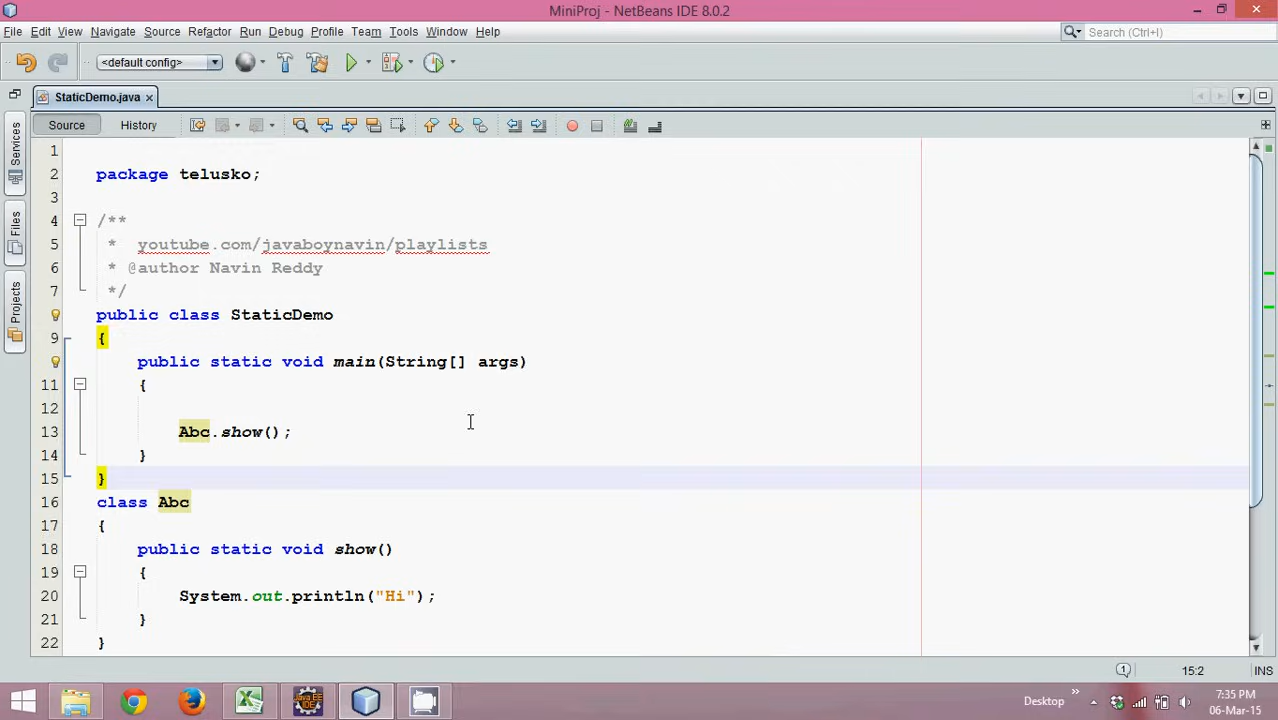 MiniProj - NetBeans IDE 8.0.2
File Edit View Navigate Source Refactor Run Debug Profile Team Tools Window Help
Search (Ctrl+I)
<default config>
StaticDemo.java
Source History
Services
Files
Projects
1
2 package telusko;
3
4 /**
5 * youtube.com/javaboynavin/playlists
6 * @author Navin Reddy
7 */
public class StaticDemo
9 {
public static void main(String[] args)
11 {
12
13 Abc.show();
14 }
15 }
16 class Abc
17 {
18 public static void show()
19 {
20 System.out.println("Hi");
21 }
22 }
1 15:2 INS
Java EE IDE
Desktop
7:35 PM
06-Mar-15